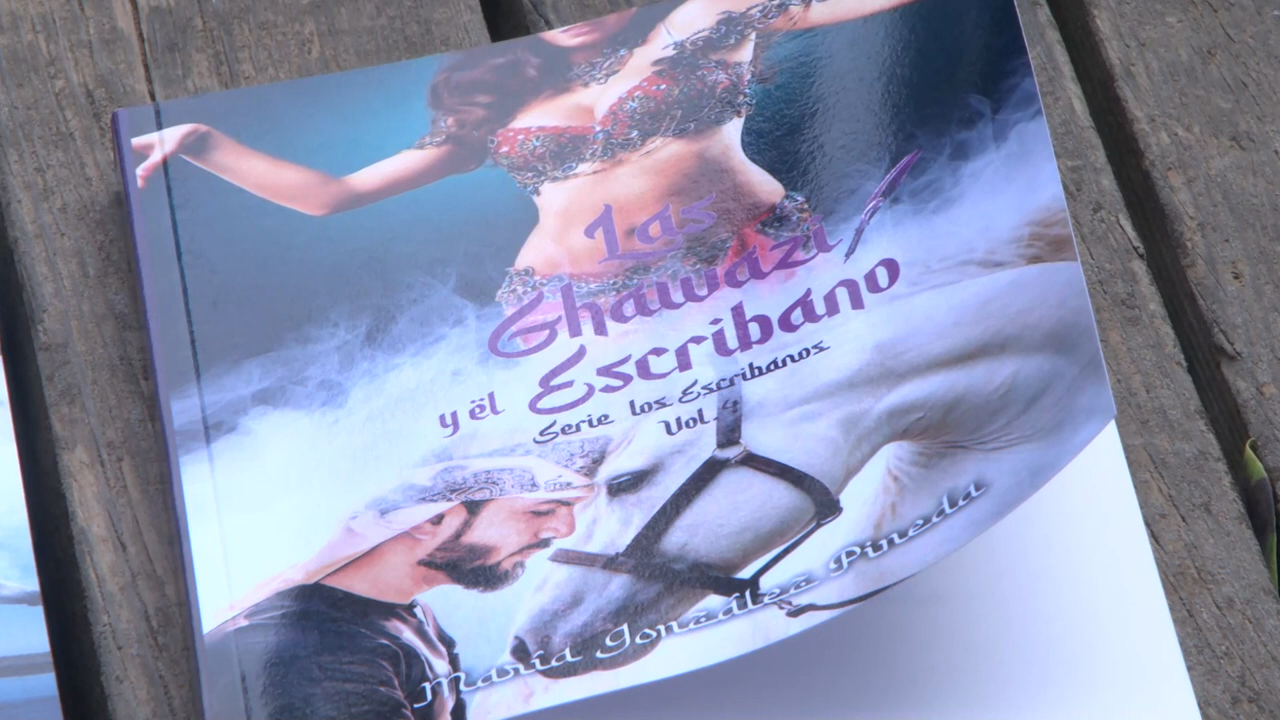 Las
Ghawazi
y ël Escribano
Serie los Escribanos
Vol. 4
María González Pineda